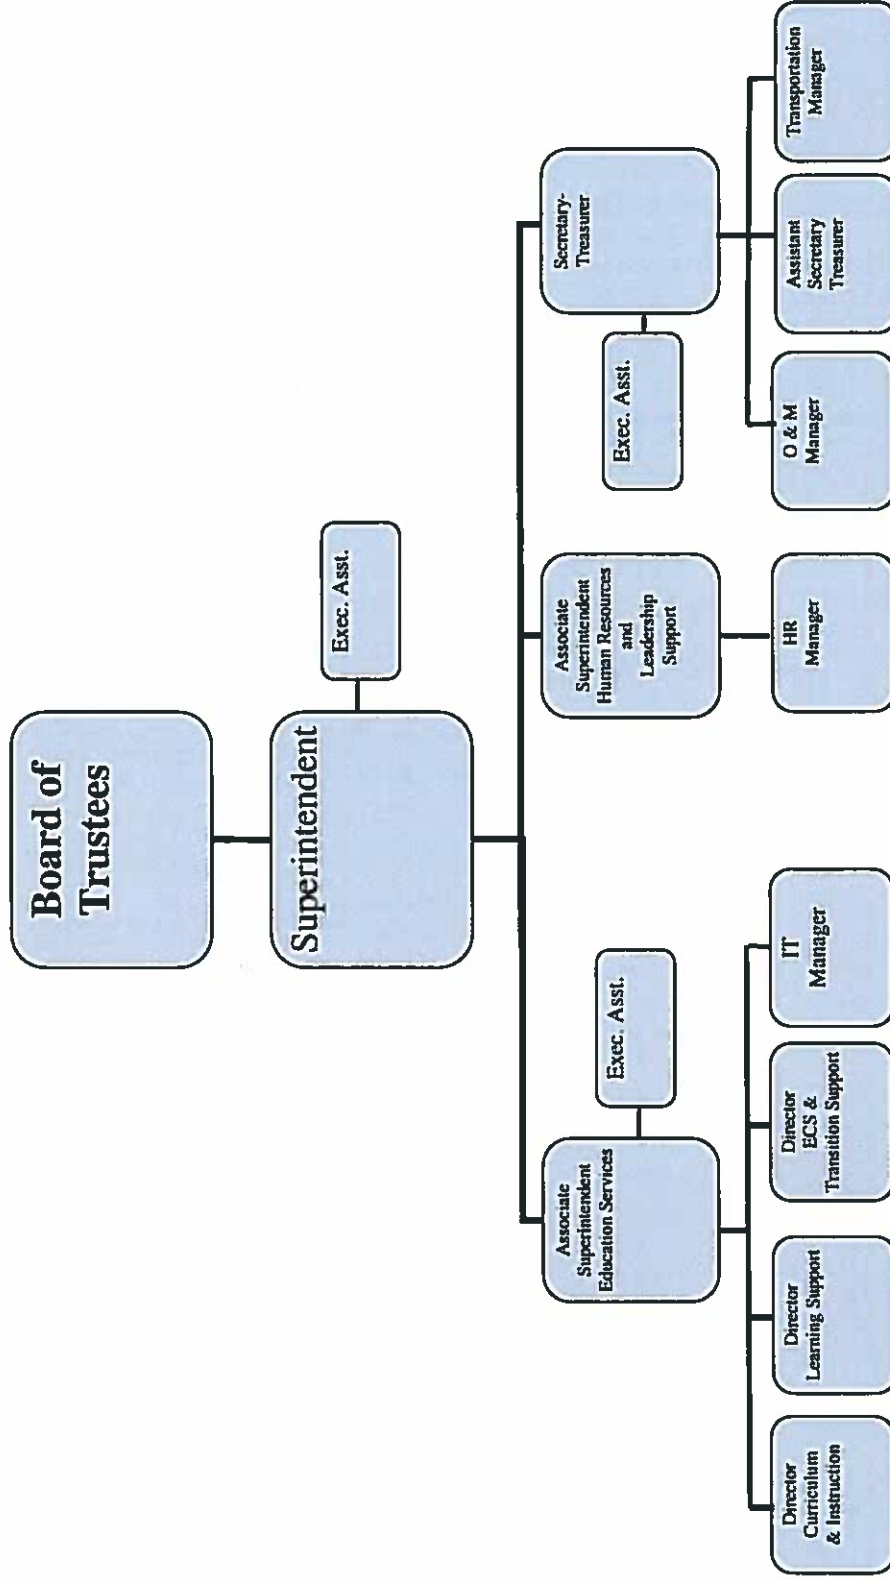 Board of
Trustees
Superintendent
Exec. Asst.
Associate
Superintendent
Education Services
Exec. Asst.
Associate
Superintendent
Human Resources
and
Leadership
Support
Secretary-
Treasurer
Exec. Asst.
Director
Curriculum
& Instruction
Director
Learning Support
Director
ECS &
Transition Support
IT
Manager
HR
Manager
O & M
Manager
Assistant
Secretary
Treasurer
Transportation
Manager